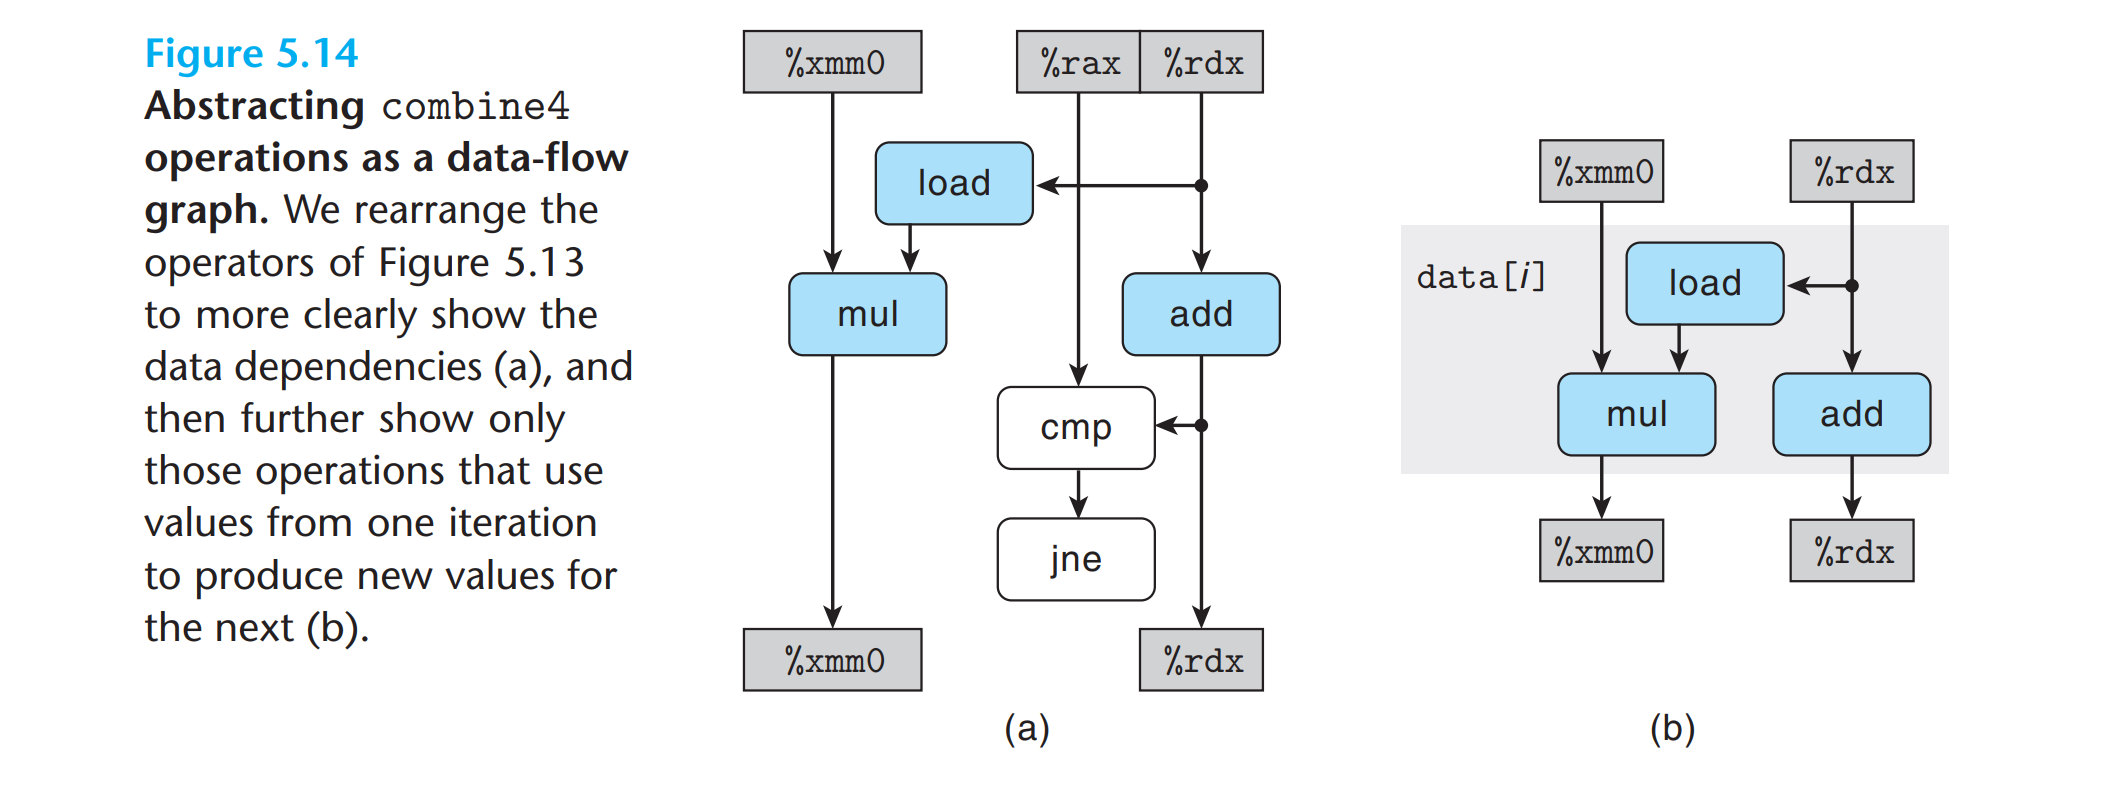 Figure 5.14
Abstracting combine4
operations as a data-flow
graph. We rearrange the
operators of Figure 5.13
to more clearly show the
data dependencies (a), and
then further show only
those operations that use
values from one iteration
to produce new values for
the next (b).
%xmm0 %rax %rdx
load
mul add
cmp
jne
%xmm0 %rdx
(a)
%xmm0 %rdx
data[i] load
mul add
%xmm0 %rdx
(b)